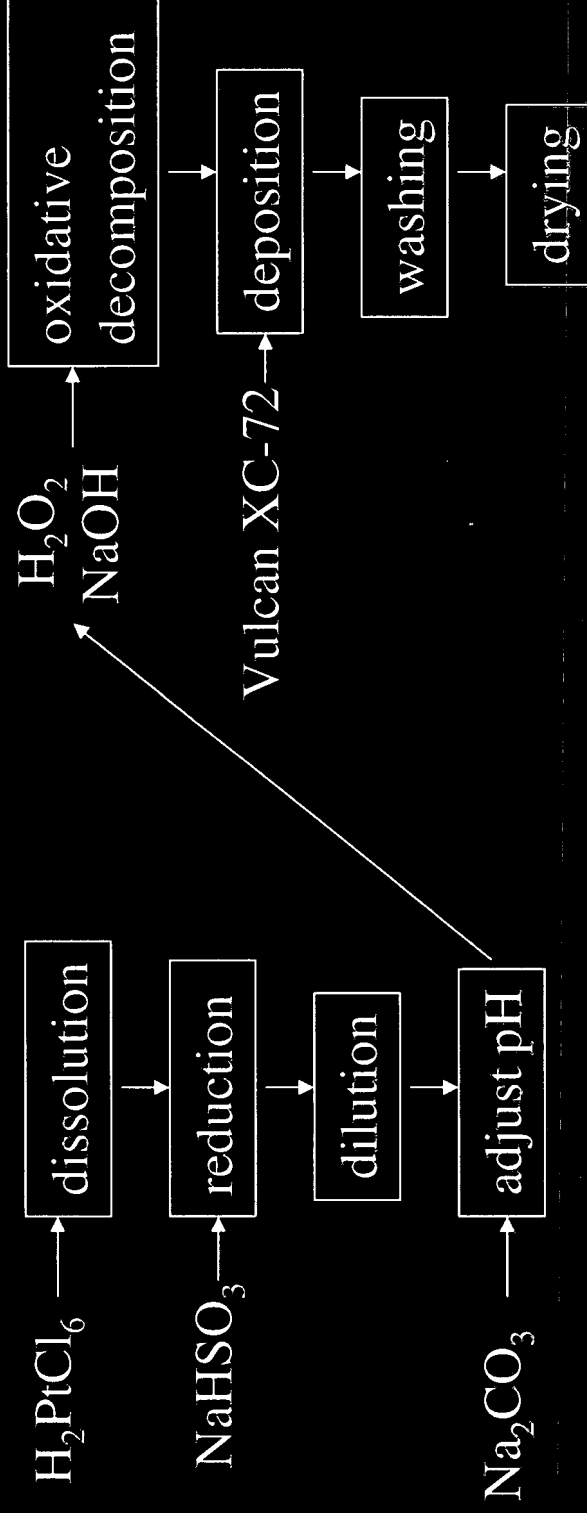 H₂PtCl₆
dissolution
NaHSO₃
reduction
dilution
Na₂CO₃
adjust pH
H₂O₂
NaOH
oxidative
decomposition
Vulcan XC-72
deposition
washing
drying